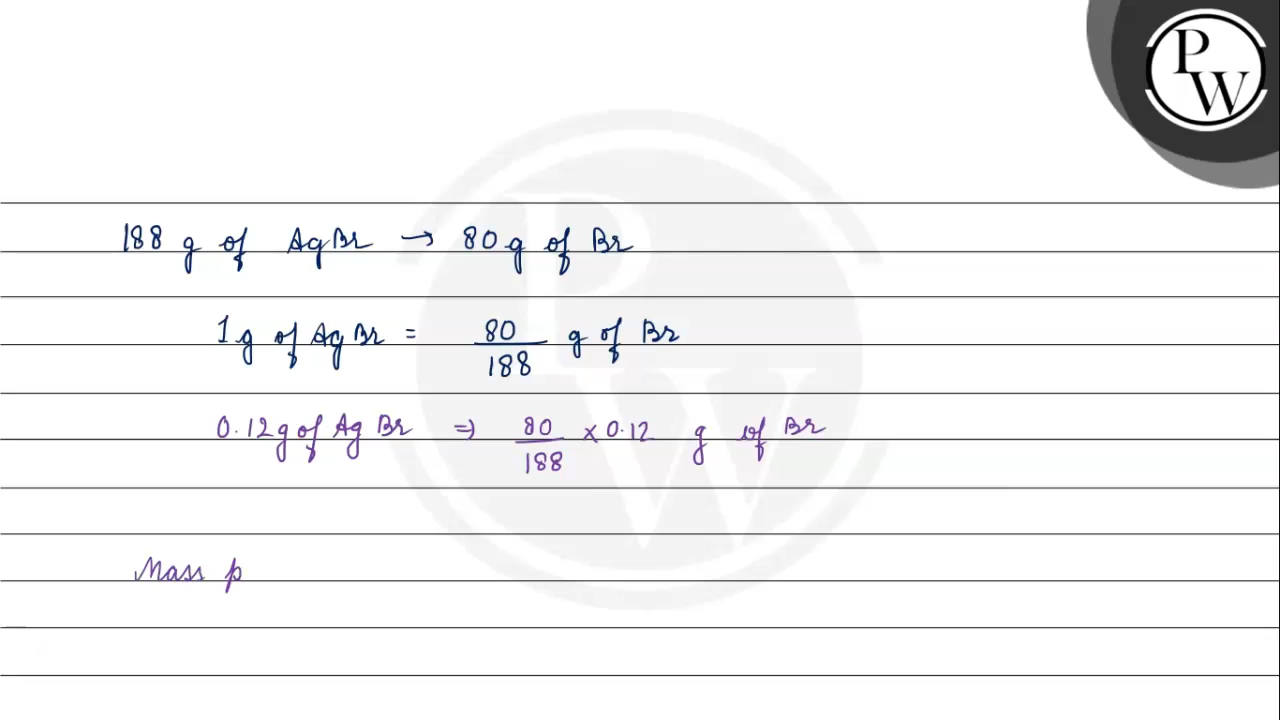 PW
188 g of AgBr → 80 g of Br
1 g of AgBr = 80/188 g of Br
0.12 g of AgBr ⇒ 80/188 × 0.12 g of Br
Mass p